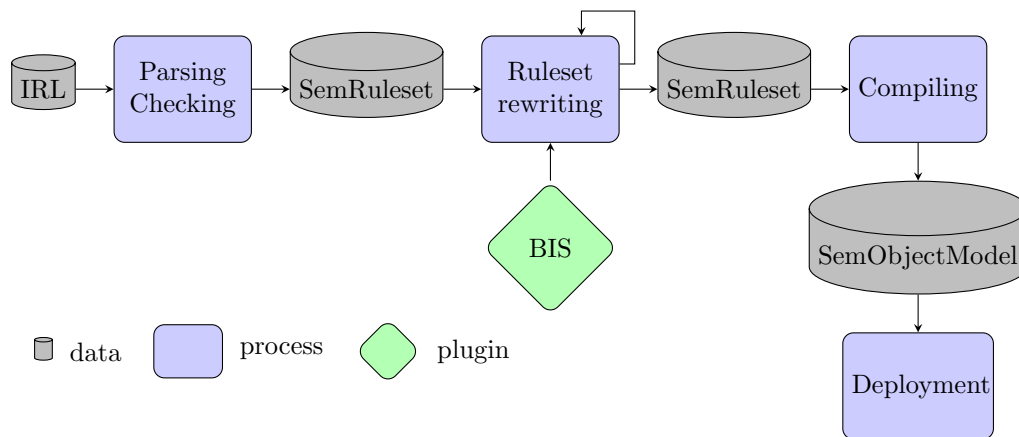 IRL
Parsing
Checking
SemRuleset
Ruleset
rewriting
SemRuleset
Compiling
BIS
SemObjectModel
data
process
plugin
Deployment